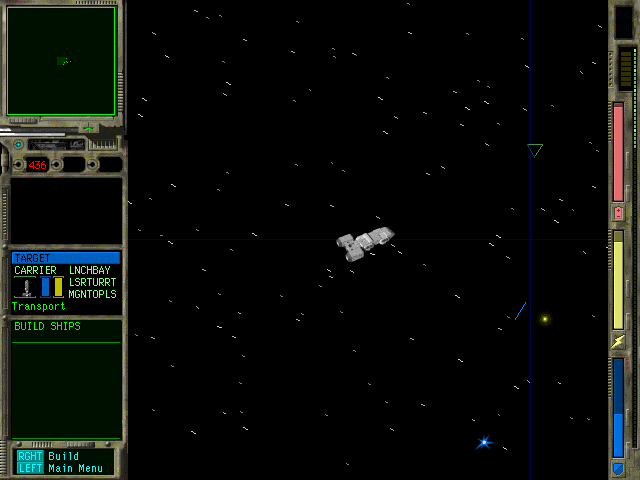 436
TARGET
CARRIER LNCHBAY
LSRTURRT
MGNTOPLS
Transport
BUILD SHIPS
RGHT Build
LEFT Main Menu